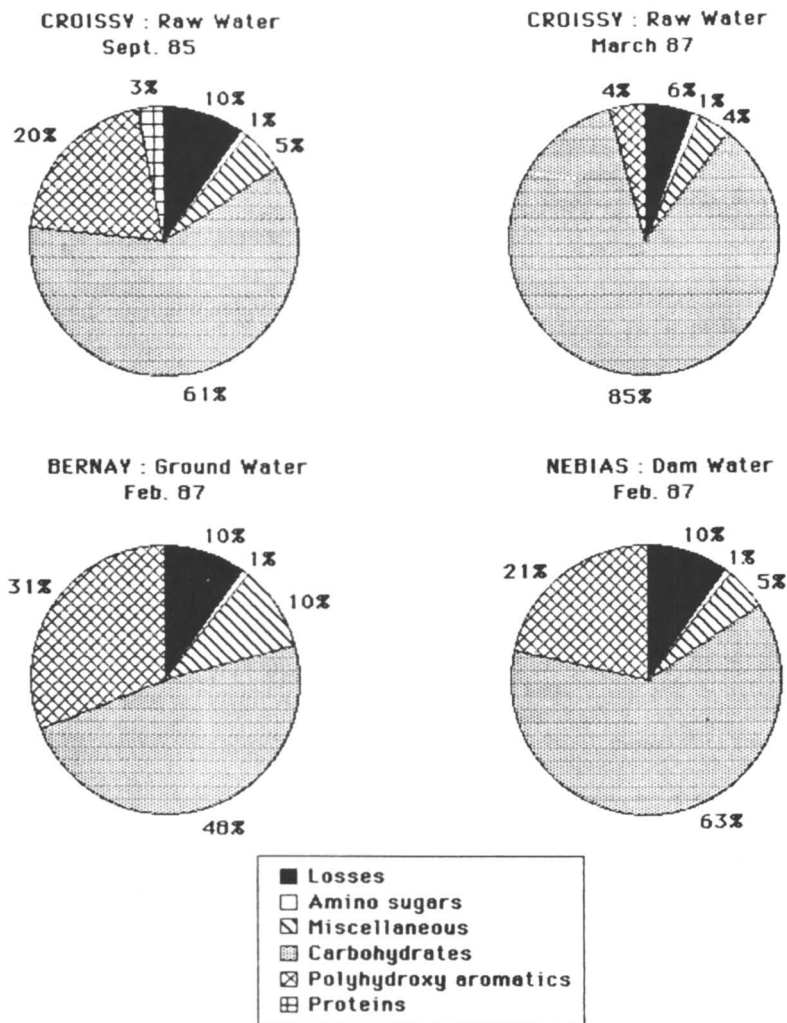 CROISSY : Raw Water
Sept. 85
3%
10%
1%
5%
20%
61%
CROISSY : Raw Water
March 87
4%
6%
1%
4%
85%
BERNAY : Ground Water
Feb. 87
10%
1%
10%
31%
48%
NEBIAS : Dam Water
Feb. 87
10%
1%
5%
21%
63%
Losses
Amino sugars
Miscellaneous
Carbohydrates
Polyhydroxy aromatics
Proteins